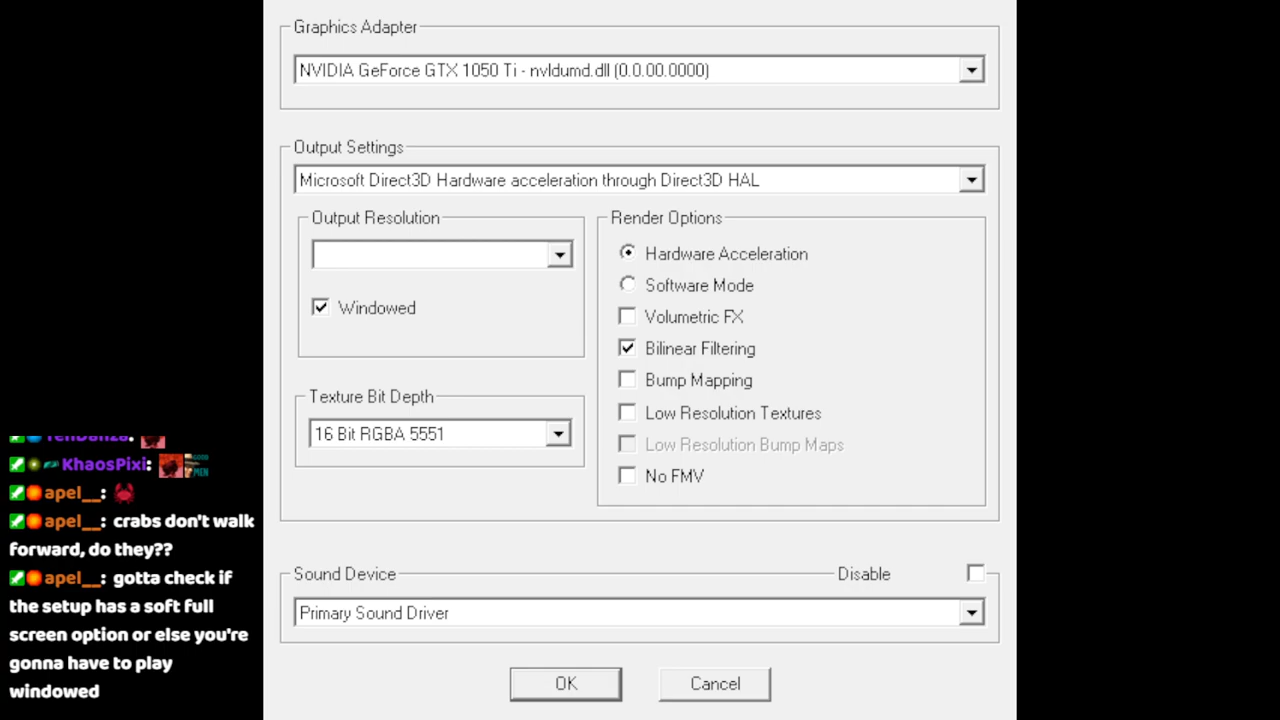 Graphics Adapter
NVIDIA GeForce GTX 1050 Ti - nvldumd.dll (0.0.00.0000)
Output Settings
Microsoft Direct3D Hardware acceleration through Direct3D HAL
Output Resolution
Windowed
Texture Bit Depth
16 Bit RGBA 5551
Render Options
Hardware Acceleration
Software Mode
Volumetric FX
Bilinear Filtering
Bump Mapping
Low Resolution Textures
Low Resolution Bump Maps
No FMV
Sound Device
Disable
Primary Sound Driver
OK
Cancel
KhaosPixi:
apel__:
apel__: crabs don't walk
forward, do they??
apel__: gotta check if
the setup has a soft full
screen option or else you're
gonna have to play
windowed